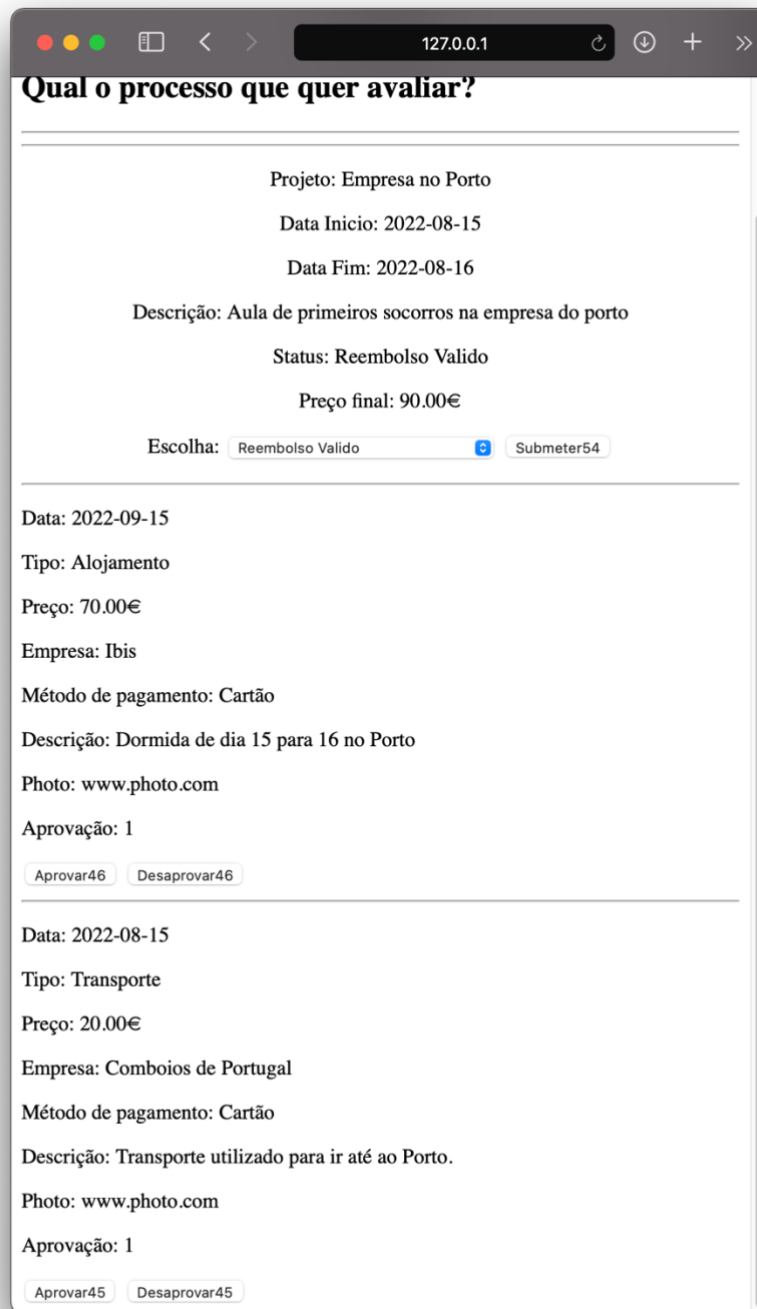 127.0.0.1
Qual o processo que quer avaliar?
Projeto: Empresa no Porto
Data Inicio: 2022-08-15
Data Fim: 2022-08-16
Descrição: Aula de primeiros socorros na empresa do porto
Status: Reembolso Valido
Preço final: 90.00€
Escolha: Reembolso Valido Submeter54
Data: 2022-09-15
Tipo: Alojamento
Preço: 70.00€
Empresa: Ibis
Método de pagamento: Cartão
Descrição: Dormida de dia 15 para 16 no Porto
Photo: www.photo.com
Aprovação: 1
Aprovar46 Desaprovar46
Data: 2022-08-15
Tipo: Transporte
Preço: 20.00€
Empresa: Comboios de Portugal
Método de pagamento: Cartão
Descrição: Transporte utilizado para ir até ao Porto.
Photo: www.photo.com
Aprovação: 1
Aprovar45 Desaprovar45